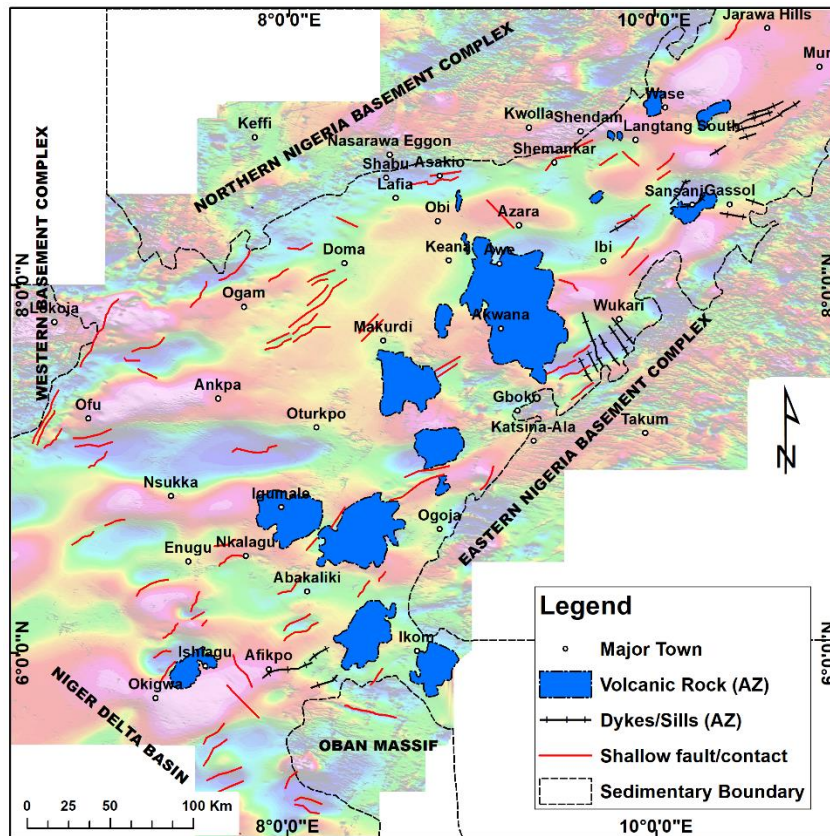 8°0'0"E
10°0'0"E
Jarawa Hills
Mur
Wase
NORTHERN NIGERIA BASEMENT COMPLEX
Keffi
Kwolla
Shendam
Langtang South
Nasarawa Eggon
Shabu
Asakio
Shemankar
Lafia
Sansani
Gassol
Obi
Azara
Doma
Keana
Awe
Ibi
8°0'0"N
8°0'0"N
WESTERN BASEMENT COMPLEX
Lokoja
Ogam
Wukari
Akwana
Makurdi
Ankpa
Ofu
Gboko
Oturkpo
Katsina-Ala
Takum
EASTERN NIGERIA BASEMENT COMPLEX
N
Nsukka
Igumale
Ogoja
Enugu
Nkalagu
Abakaliki
6°0'0"N
6°0'0"N
Ikom
Ishiagu
Afikpo
Okigwa
NIGER DELTA BASIN
OBAN MASSIF
Legend
Major Town
Volcanic Rock (AZ)
Dykes/Sills (AZ)
Shallow fault/contact
Sedimentary Boundary
0 25 50 100 Km
8°0'0"E
10°0'0"E